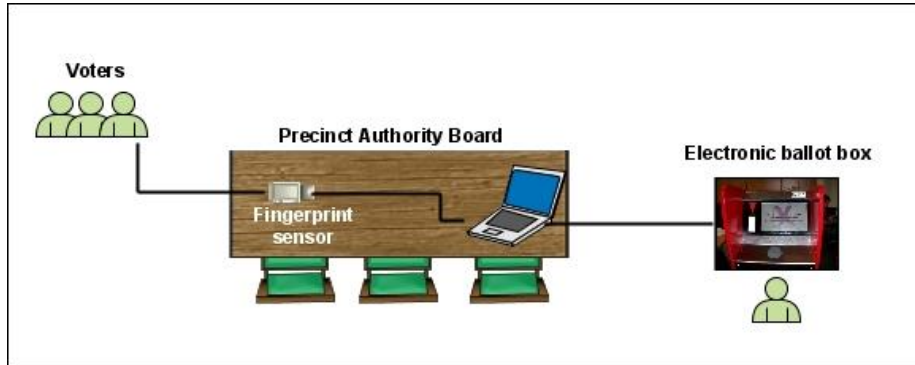 Voters
Precinct Authority Board
Electronic ballot box
Fingerprint
sensor